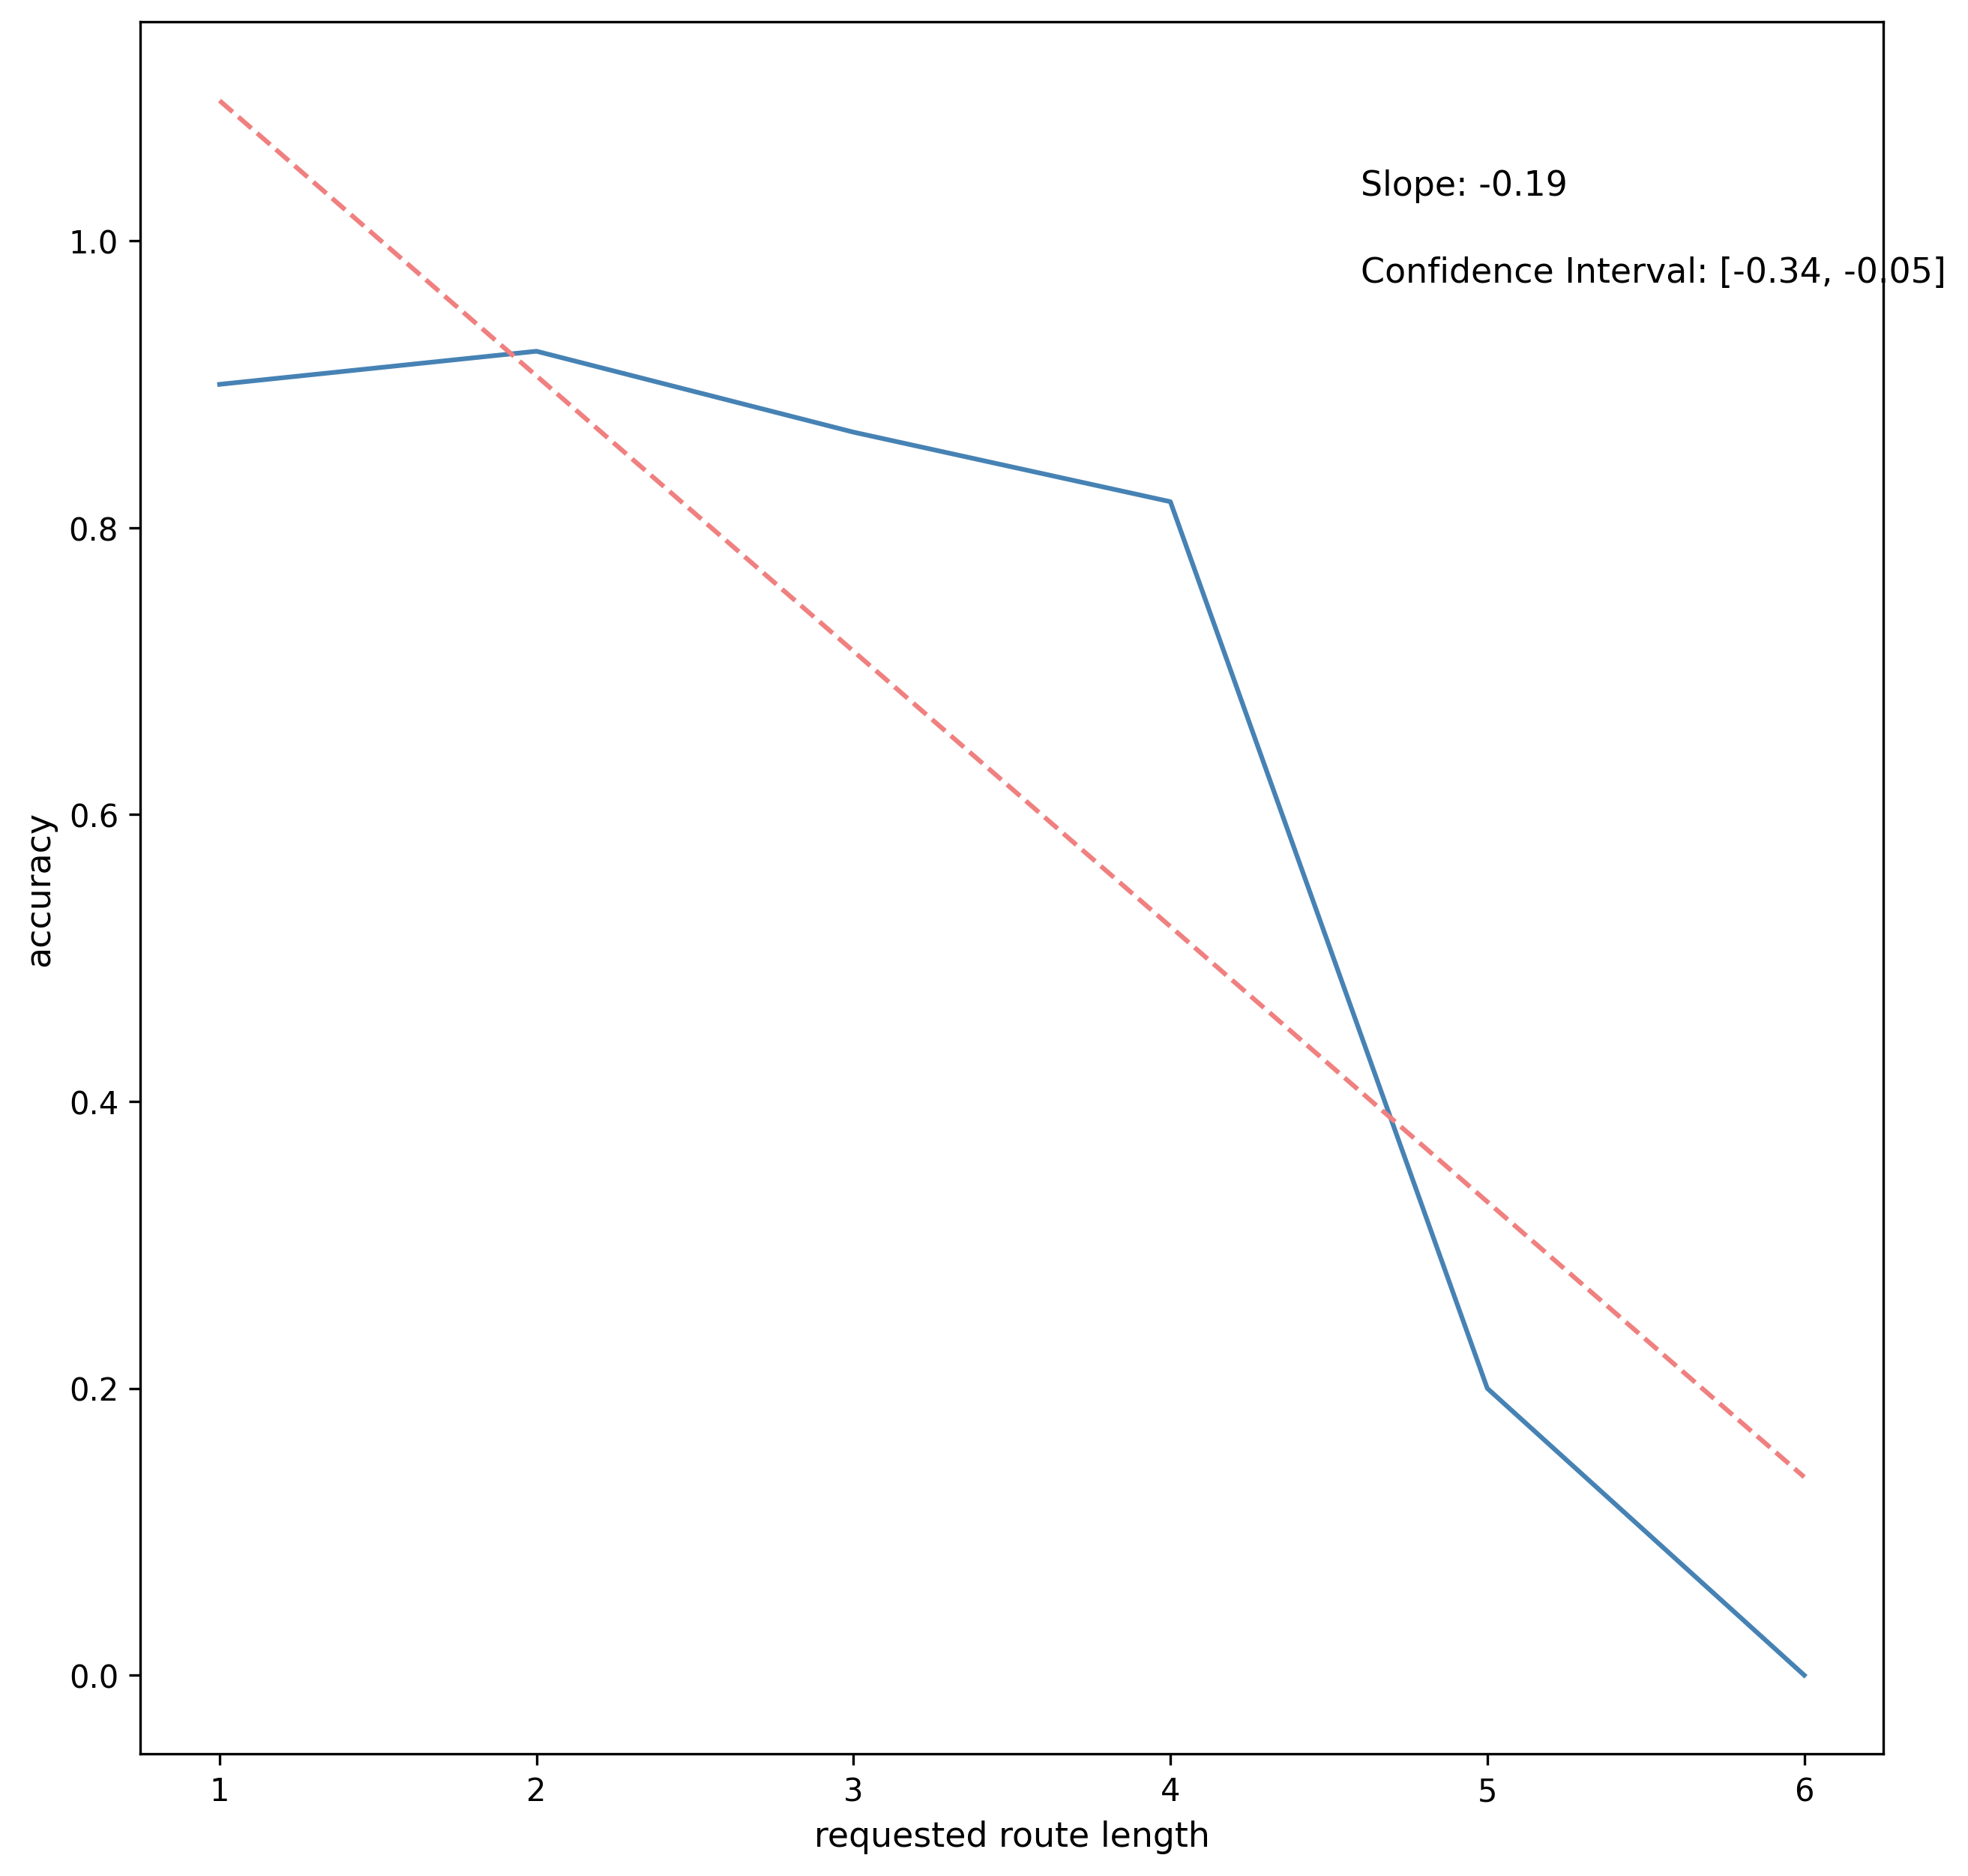 Slope: -0.19
Confidence Interval: [-0.34, -0.05]
1.0
0.8
0.6
0.4
0.2
0.0
accuracy
1 2 3 4 5 6
requested route length